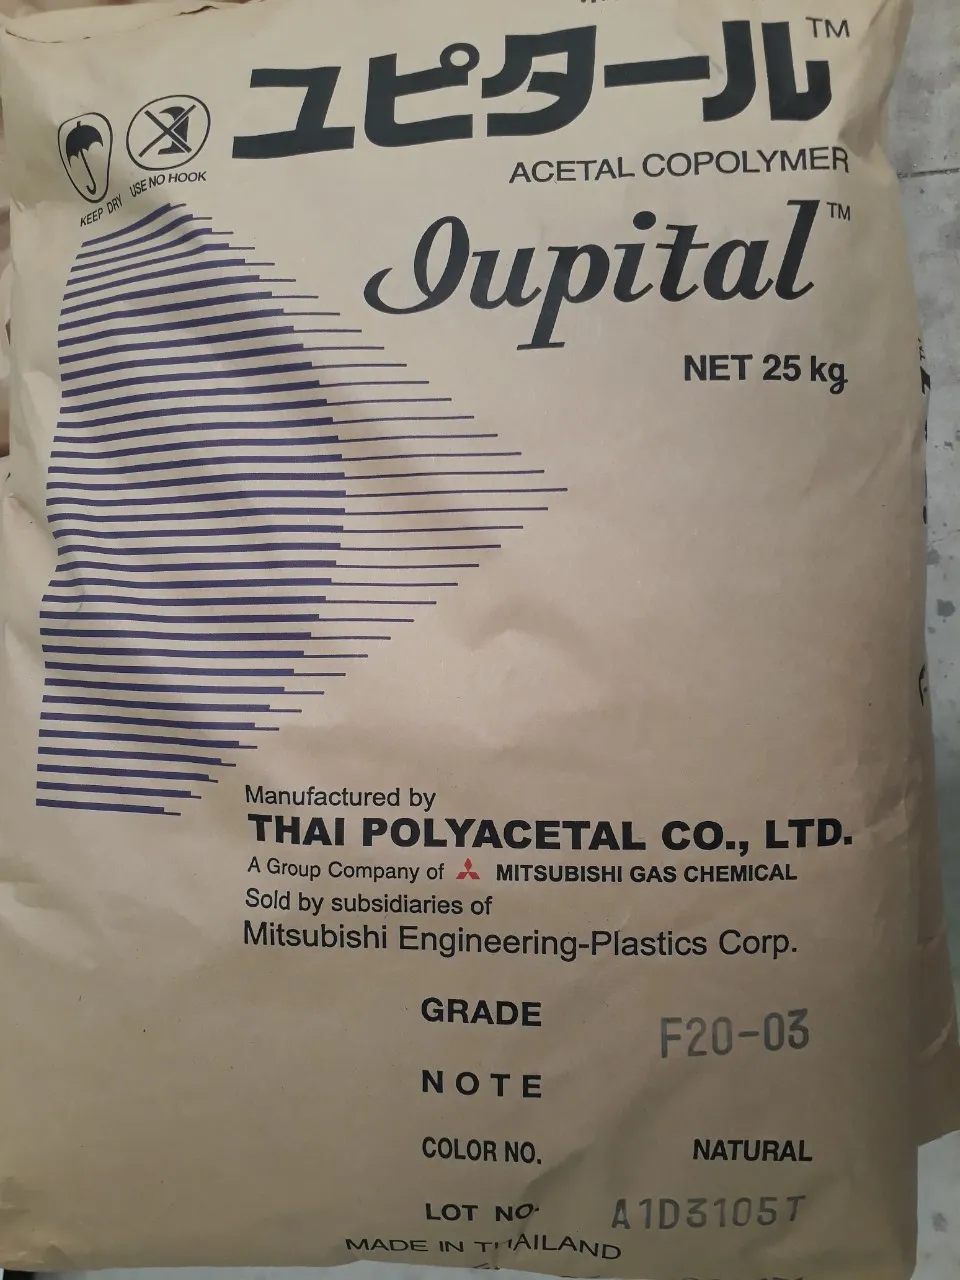 ユピタール™
ACETAL COPOLYMER
KEEP DRY USE NO HOOK
Iupital™
NET 25 kg
Manufactured by
THAI POLYACETAL CO., LTD.
A Group Company of MITSUBISHI GAS CHEMICAL
Sold by subsidiaries of
Mitsubishi Engineering-Plastics Corp.
GRADE F20-03
NOTE
COLOR NO. NATURAL
LOT NO. A1D3105T
MADE IN THAILAND